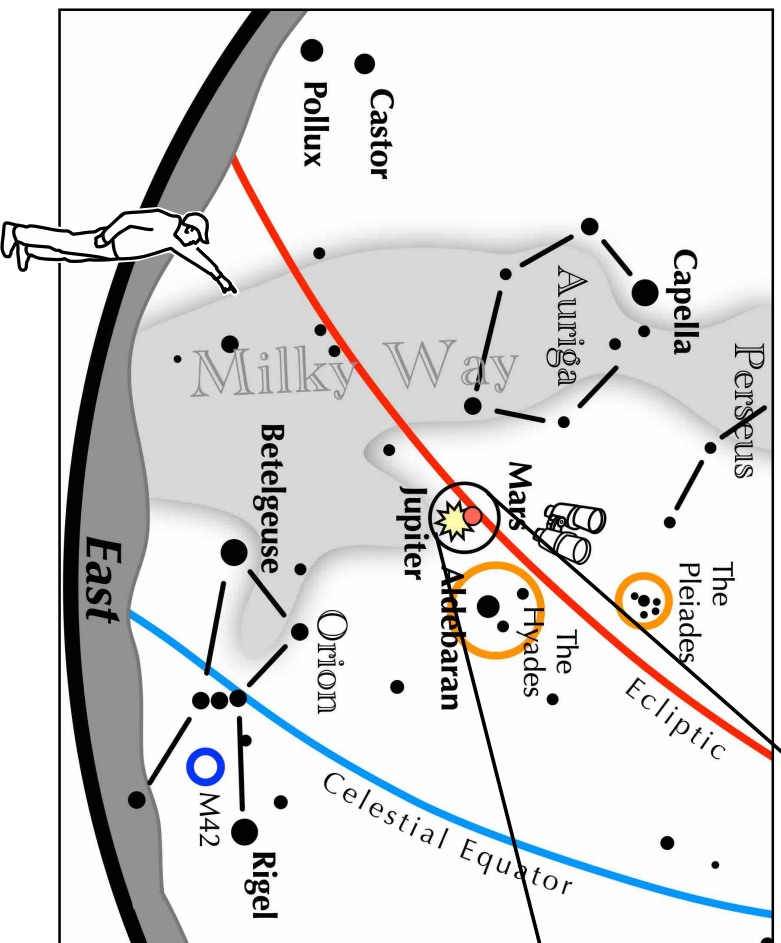 Pollux
Castor
Capella
Auriga
Perseus
Milky Way
Betelgeuse
Jupiter
Mars
The
Pleiades
Aldebaran
The
Hyades
East
Orion
Ecliptic
M42
Rigel
Celestial Equator